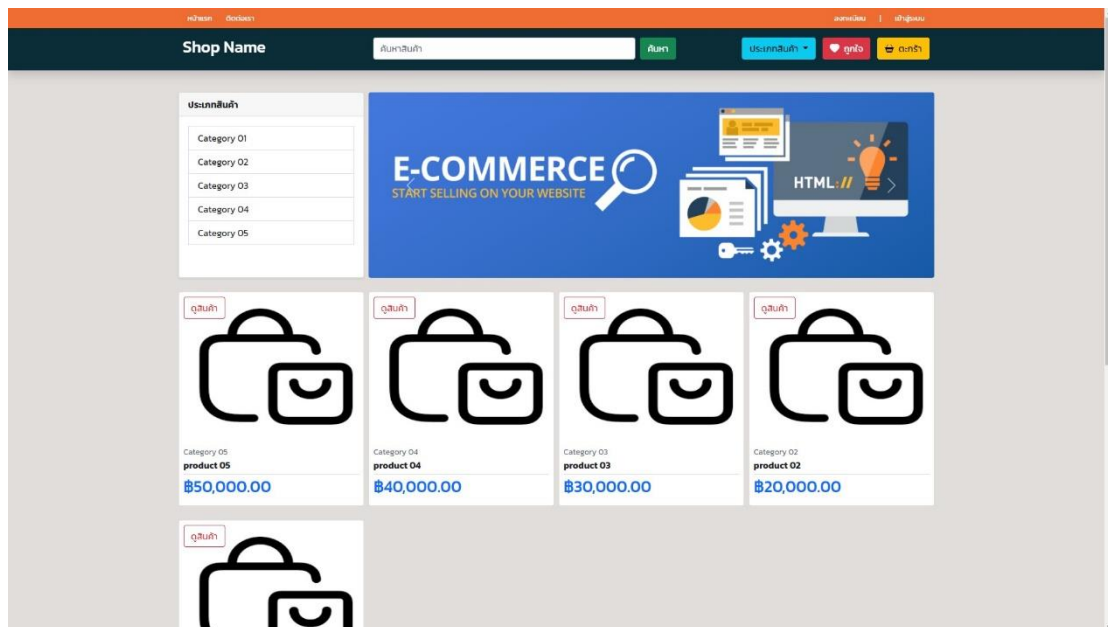 หน้าแรก ติดต่อเรา ลงทะเบียน | เข้าสู่ระบบ
Shop Name ค้นหาสินค้า ค้นหา ประเภทสินค้า ถูกใจ ตะกร้า
ประเภทสินค้า
Category 01
Category 02
Category 03
Category 04
Category 05
E-COMMERCE
START SELLING ON YOUR WEBSITE
HTML://
ดูสินค้า ดูสินค้า ดูสินค้า ดูสินค้า
Category 05 Category 04 Category 03 Category 02
product 05 product 04 product 03 product 02
฿50,000.00 ฿40,000.00 ฿30,000.00 ฿20,000.00
ดูสินค้า